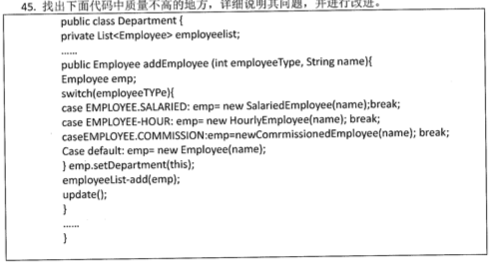 45. 找出下面代码中质量不高的地方，详细说明其问题，并进行改进。
public class Department {
private List<Employee> employeelist;
......
public Employee addEmployee (int employeeType, String name){
Employee emp;
switch(employeeTYPe){
case EMPLOYEE.SALARIED: emp= new SalariedEmployee(name);break;
case EMPLOYEE-HOUR: emp= new HourlyEmployee(name); break;
caseEMPLOYEE.COMMISSION:emp=newComrmissionedEmployee(name); break;
Case default: emp= new Employee(name);
} emp.setDepartment(this);
employeeList-add(emp);
update();
}
......
}